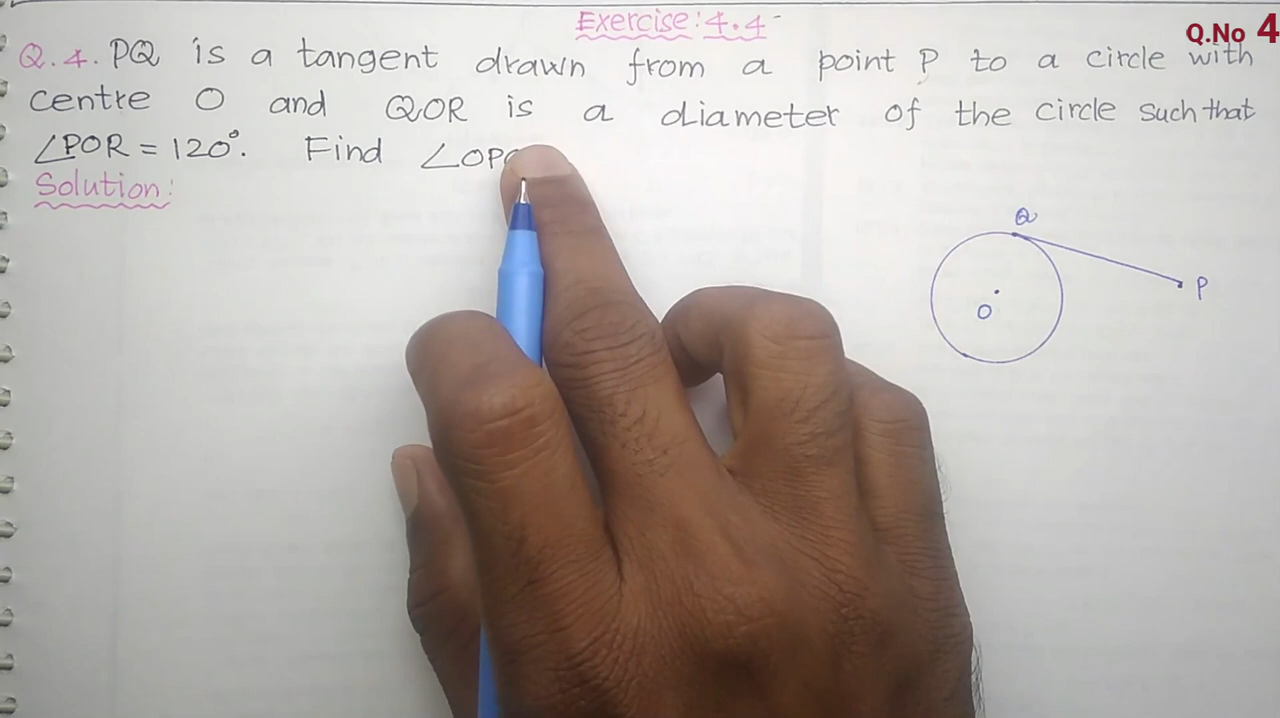 Exercise: 4.4
Q.No 4
Q.4. PQ is a tangent drawn from a point P to a circle with
centre O and QOR is a diameter of the circle such that
∠POR = 120°. Find
Solution:
Q
P
O